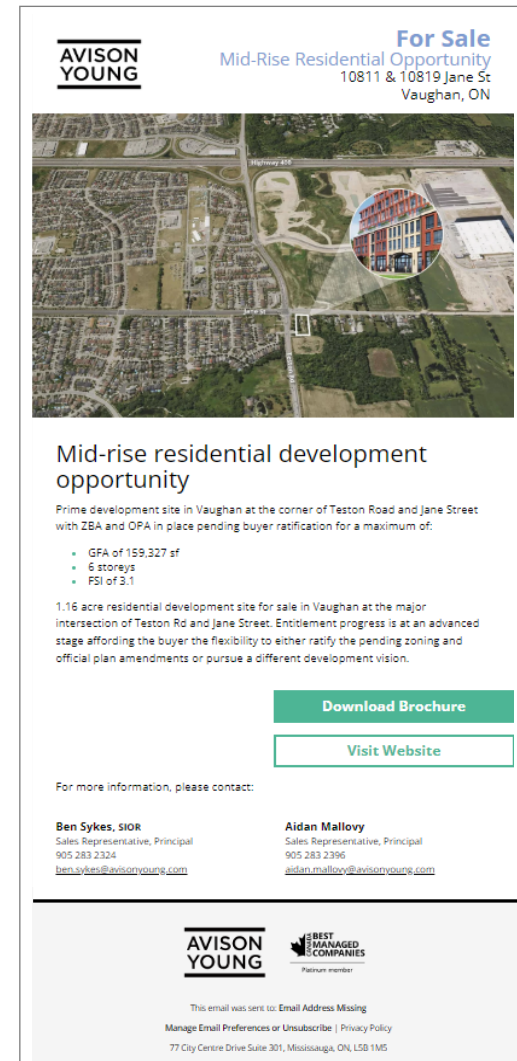 AVISON
YOUNG
For Sale
Mid-Rise Residential Opportunity
10811 & 10819 Jane St
Vaughan, ON
Highway 400
Jane St
Teston Rd
Mid-rise residential development
opportunity
Prime development site in Vaughan at the corner of Teston Road and Jane Street
with ZBA and OPA in place pending buyer ratification for a maximum of:
• GFA of 159,327 sf
• 6 storeys
• FSI of 3.1
1.16 acre residential development site for sale in Vaughan at the major
intersection of Teston Rd and Jane Street. Entitlement progress is at an advanced
stage affording the buyer the flexibility to either ratify the pending zoning and
official plan amendments or pursue a different development vision.
Download Brochure
Visit Website
For more information, please contact:
Ben Sykes, SIOR
Sales Representative, Principal
905 283 2324
ben.sykes@avisonyoung.com
Aidan Mallovy
Sales Representative, Principal
905 283 2396
aidan.mallovy@avisonyoung.com
AVISON
YOUNG
CANADA'S
BEST
MANAGED
COMPANIES
Platinum member
This email was sent to: Email Address Missing
Manage Email Preferences or Unsubscribe | Privacy Policy
77 City Centre Drive Suite 301, Mississauga, ON, L5B 1M5